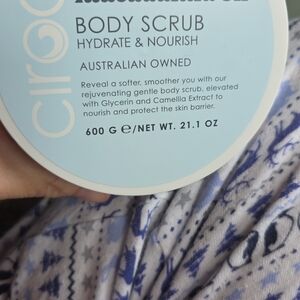 BODY SCRUB
HYDRATE & NOURISH
AUSTRALIAN OWNED
Reveal a softer, smoother you with our
rejuvenating gentle body scrub, elevated
with Glycerin and Camellia Extract to
nourish and protect the skin barrier.
600 G ℮/NET WT. 21.1 OZ